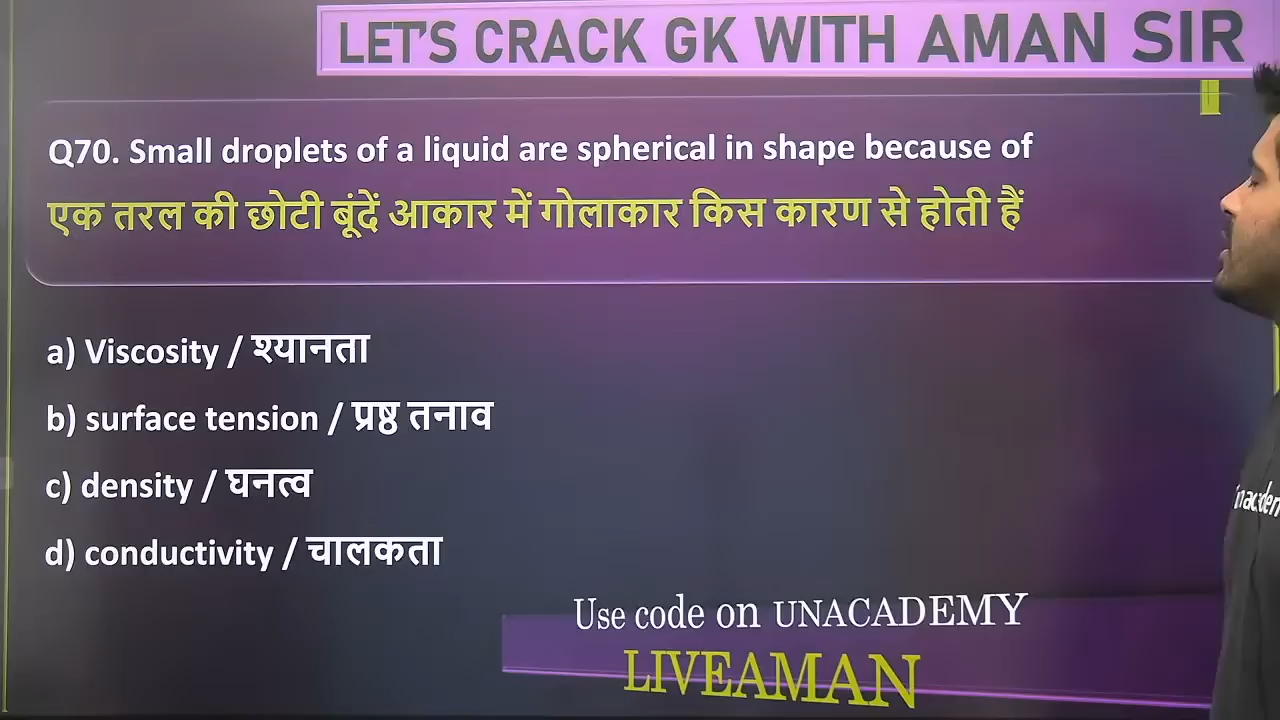 LET'S CRACK GK WITH AMAN SIR
Q70. Small droplets of a liquid are spherical in shape because of
एक तरल की छोटी बूंदें आकार में गोलाकार किस कारण से होती हैं
a) Viscosity / श्यानता
b) surface tension / प्रष्ठ तनाव
c) density / घनत्व
d) conductivity / चालकता
Use code on UNACADEMY
LIVEAMAN